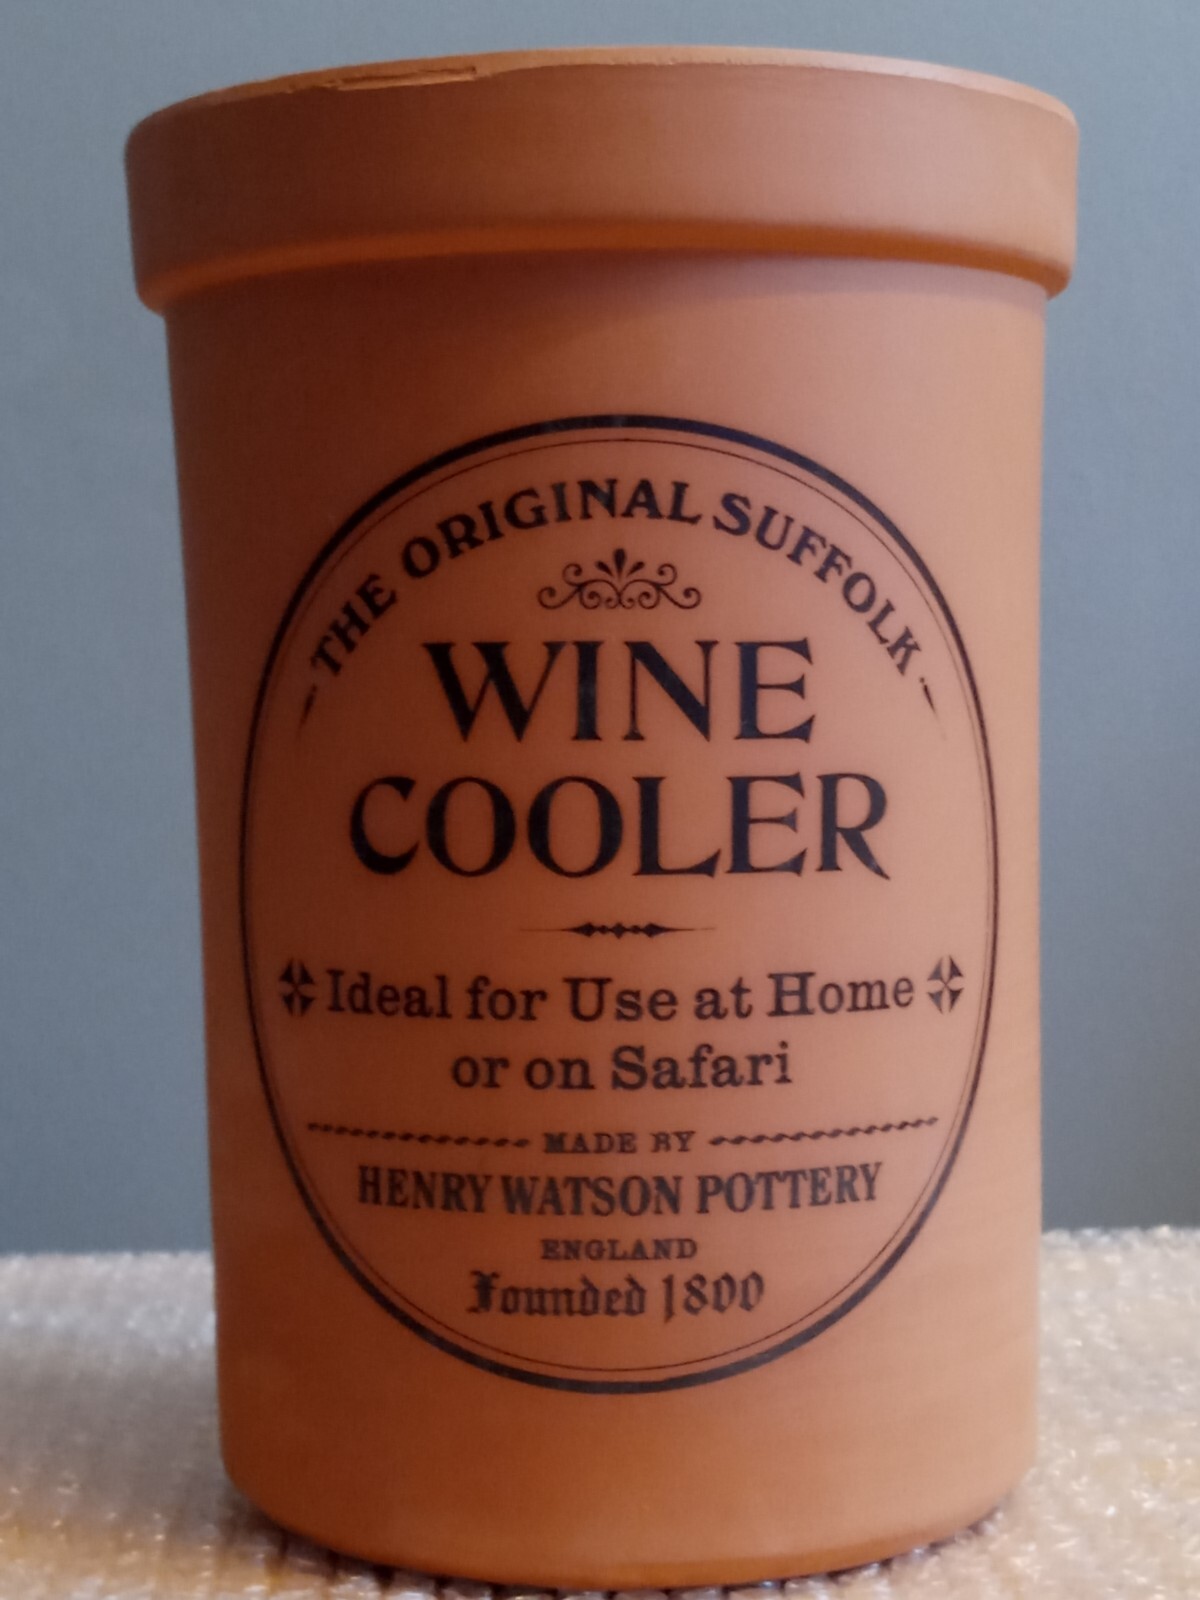 THE ORIGINAL SUFFOLK
WINE
COOLER
Ideal for Use at Home
or on Safari
MADE BY
HENRY WATSON POTTERY
ENGLAND
Founded 1800